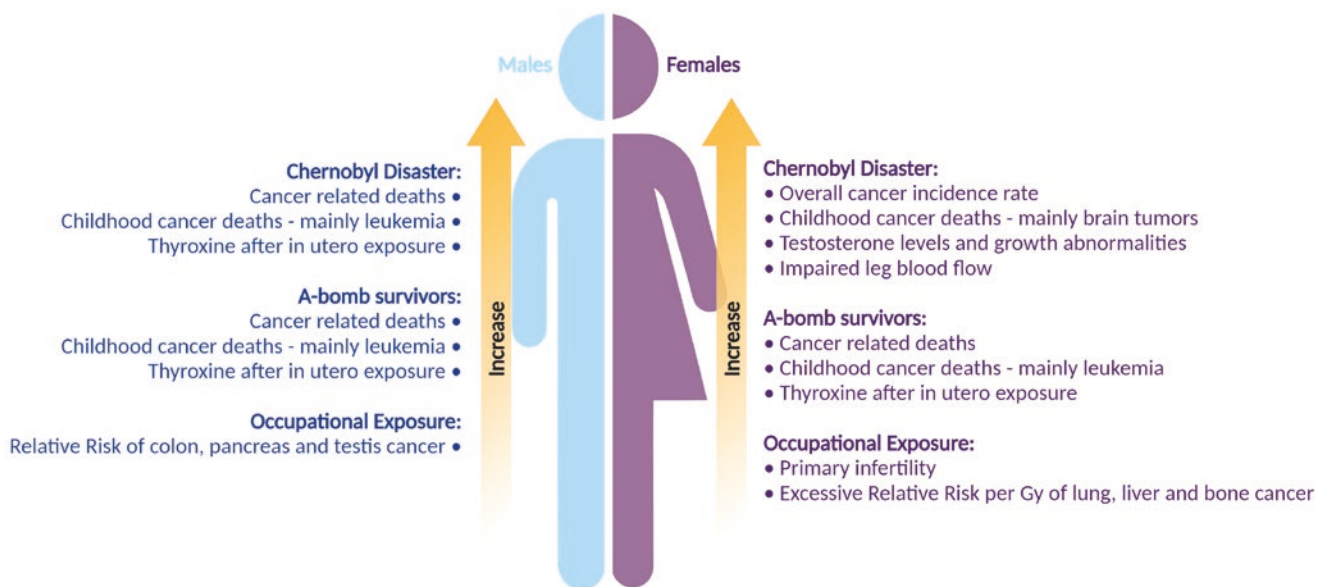 Males
Females
Chernobyl Disaster:
Cancer related deaths •
Childhood cancer deaths - mainly leukemia •
Thyroxine after in utero exposure •
A-bomb survivors:
Cancer related deaths •
Childhood cancer deaths - mainly leukemia •
Thyroxine after in utero exposure •
Occupational Exposure:
Relative Risk of colon, pancreas and testis cancer •
Increase
Increase
Chernobyl Disaster:
• Overall cancer incidence rate
• Childhood cancer deaths - mainly brain tumors
• Testosterone levels and growth abnormalities
• Impaired leg blood flow
A-bomb survivors:
• Cancer related deaths
• Childhood cancer deaths - mainly leukemia
• Thyroxine after in utero exposure
Occupational Exposure:
• Primary infertility
• Excessive Relative Risk per Gy of lung, liver and bone cancer